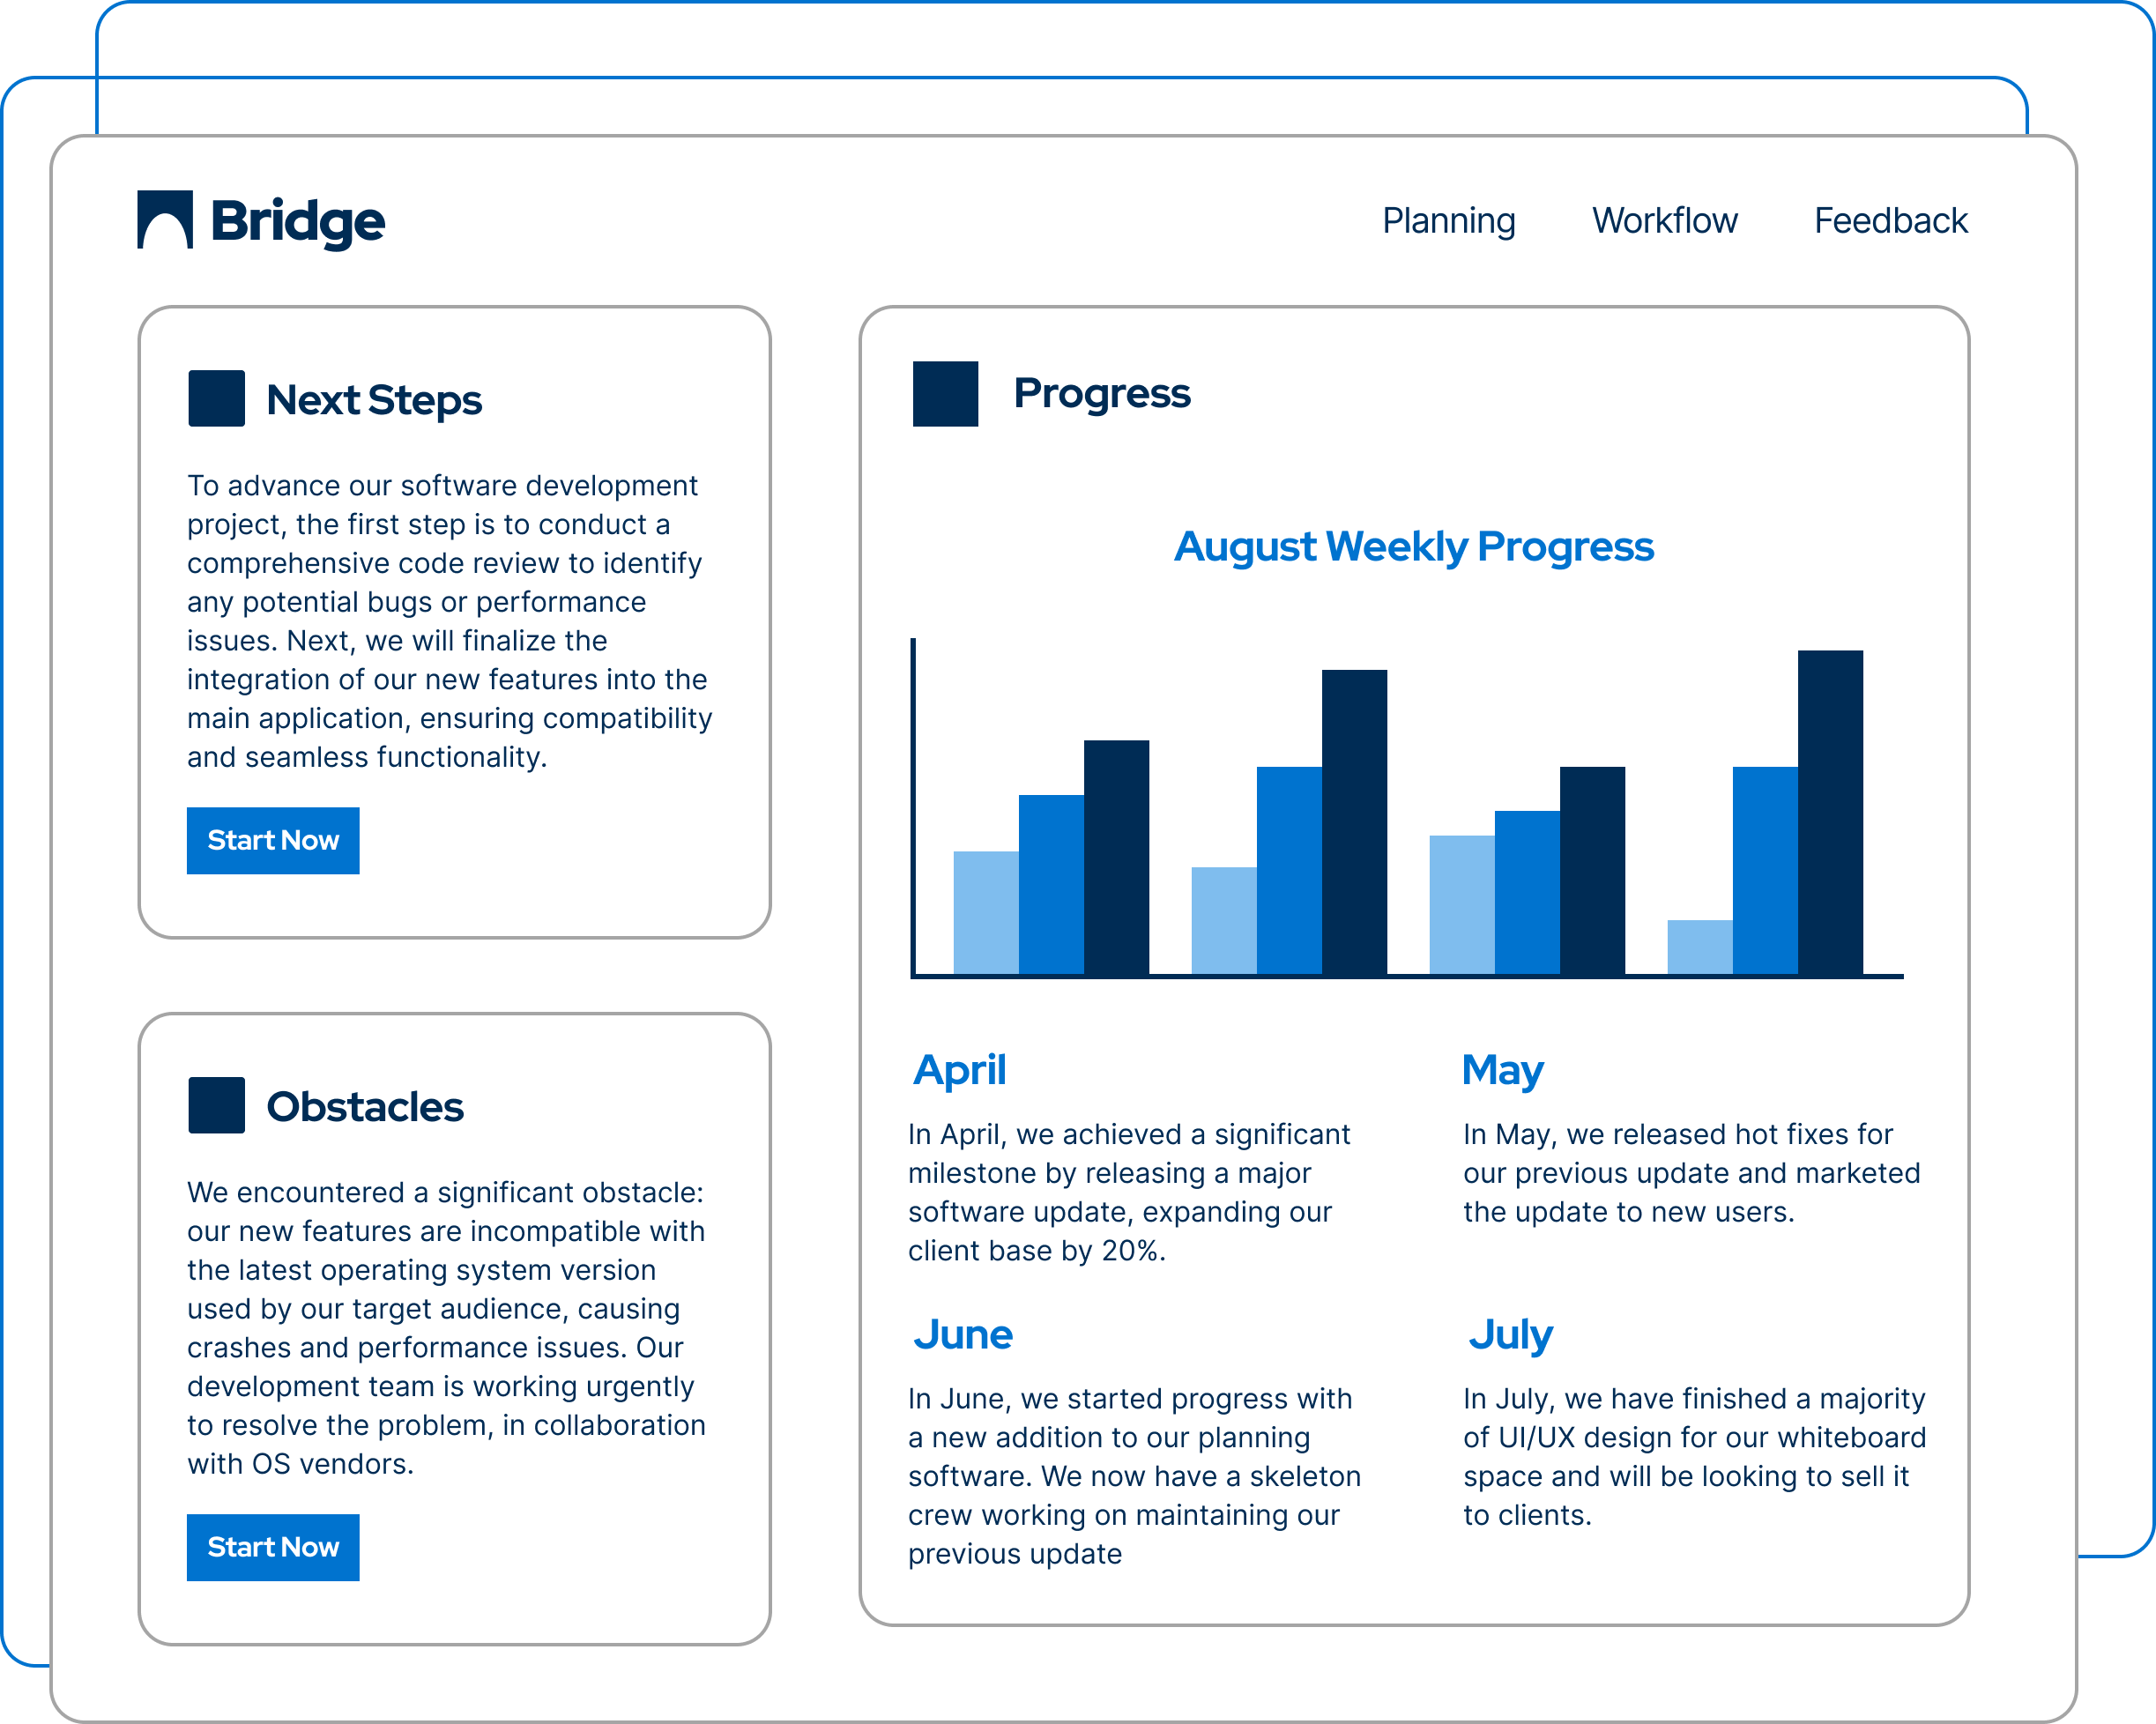 Bridge
Planning
Workflow
Feedback
Next Steps
To advance our software development
project, the first step is to conduct a
comprehensive code review to identify
any potential bugs or performance
issues. Next, we will finalize the
integration of our new features into the
main application, ensuring compatibility
and seamless functionality.
Start Now
Obstacles
We encountered a significant obstacle:
our new features are incompatible with
the latest operating system version
used by our target audience, causing
crashes and performance issues. Our
development team is working urgently
to resolve the problem, in collaboration
with OS vendors.
Start Now
Progress
August Weekly Progress
April
In April, we achieved a significant
milestone by releasing a major
software update, expanding our
client base by 20%.
May
In May, we released hot fixes for
our previous update and marketed
the update to new users.
June
In June, we started progress with
a new addition to our planning
software. We now have a skeleton
crew working on maintaining our
previous update
July
In July, we have finished a majority
of UI/UX design for our whiteboard
space and will be looking to sell it
to clients.